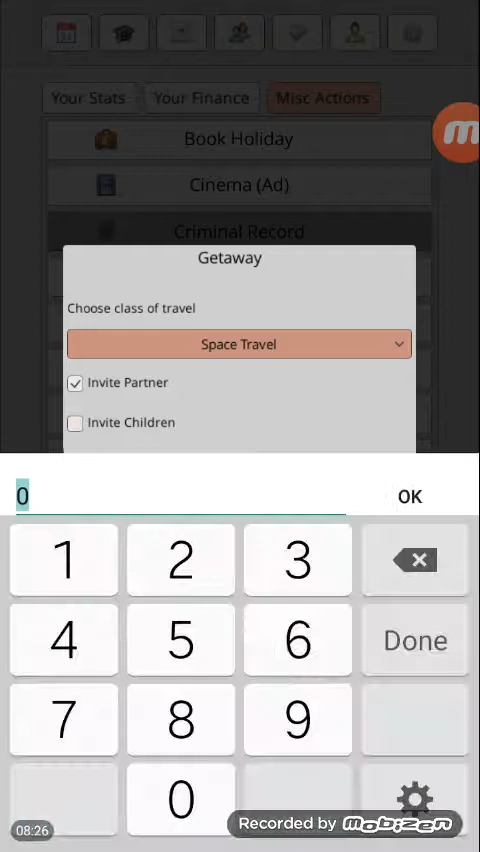 Your Stats Your Finance Misc Actions
Book Holiday
Cinema (Ad)
Criminal Record
Getaway
Choose class of travel
Space Travel
Invite Partner
Invite Children
0 OK
1 2 3
4 5 6 Done
7 8 9
0
08:26 Recorded by mobizen